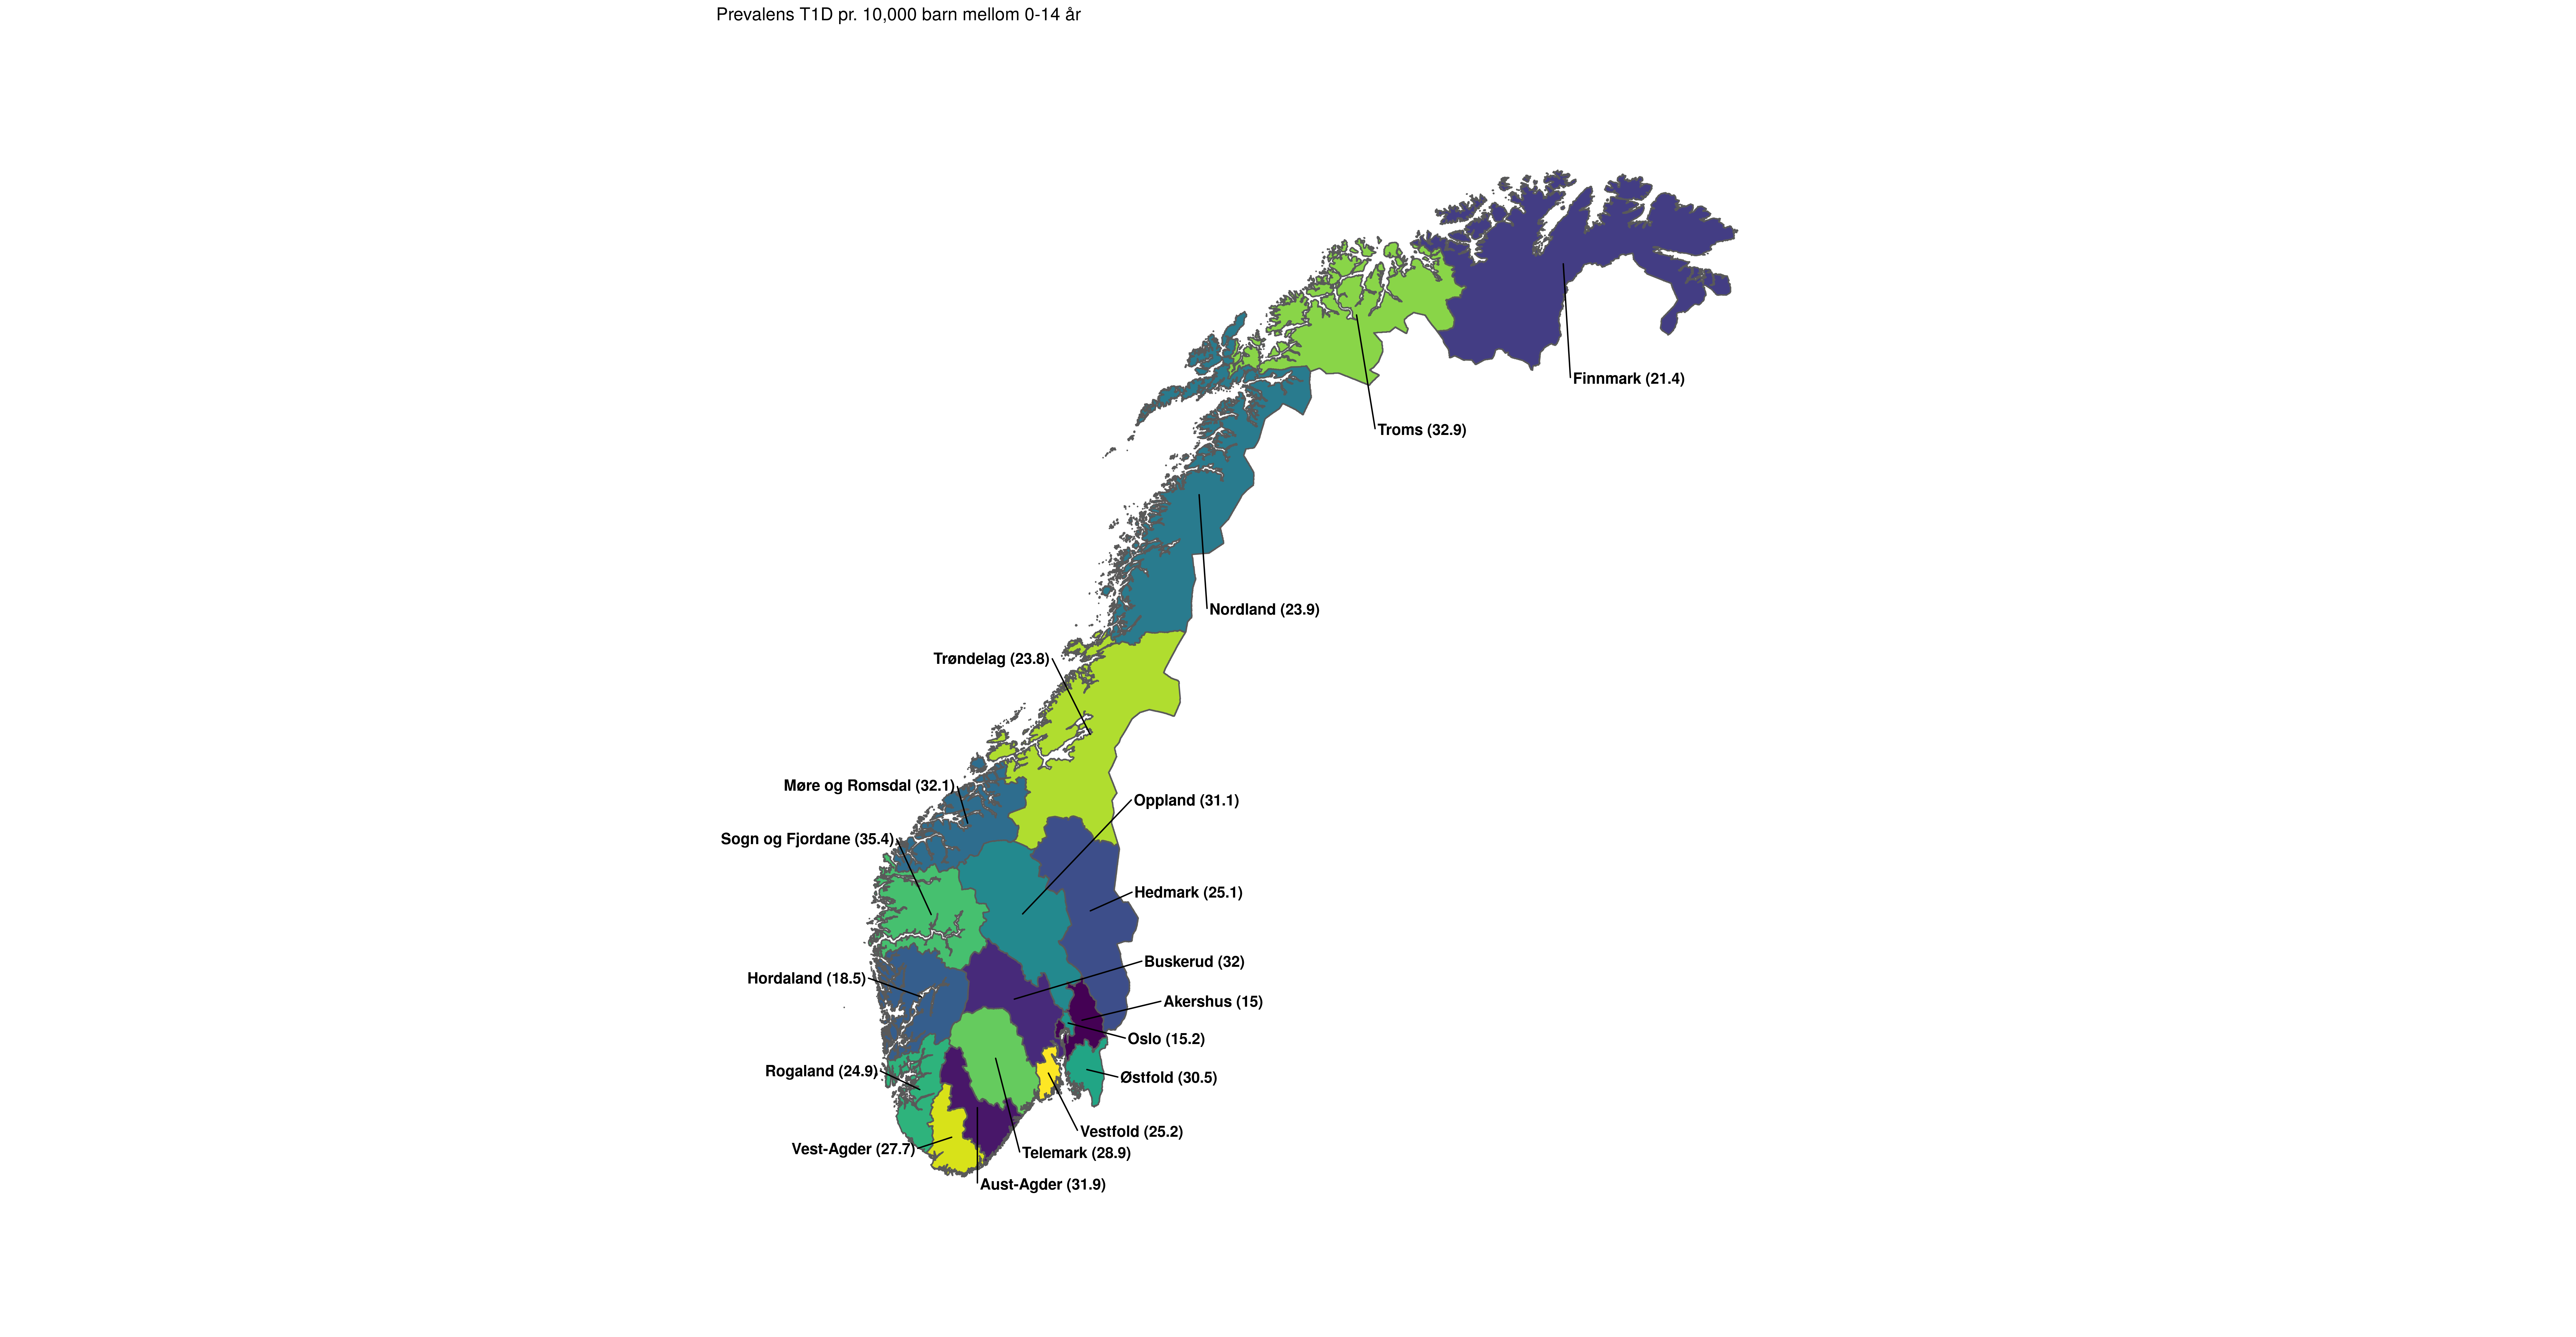 Prevalens T1D pr. 10,000 barn mellom 0-14 år
Finnmark (21.4)
Troms (32.9)
Nordland (23.9)
Trøndelag (23.8)
Møre og Romsdal (32.1)
Oppland (31.1)
Sogn og Fjordane (35.4)
Hedmark (25.1)
Buskerud (32)
Hordaland (18.5)
Akershus (15)
Oslo (15.2)
Rogaland (24.9)
Østfold (30.5)
Vestfold (25.2)
Vest-Agder (27.7)
Telemark (28.9)
Aust-Agder (31.9)